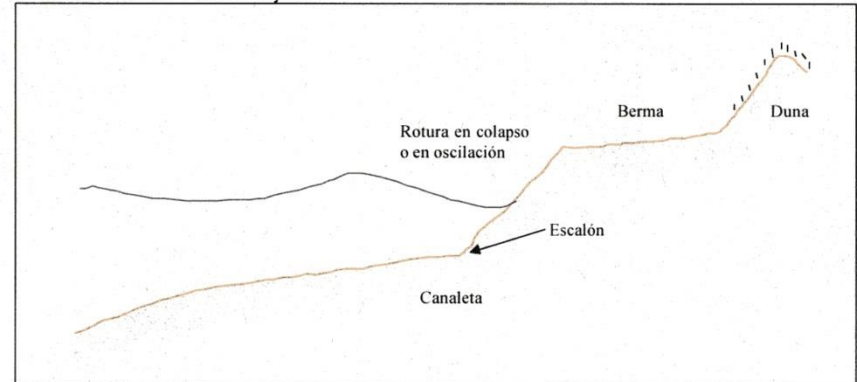 Duna
Berma
Rotura en colapso
o en oscilación
Escalón
Canaleta